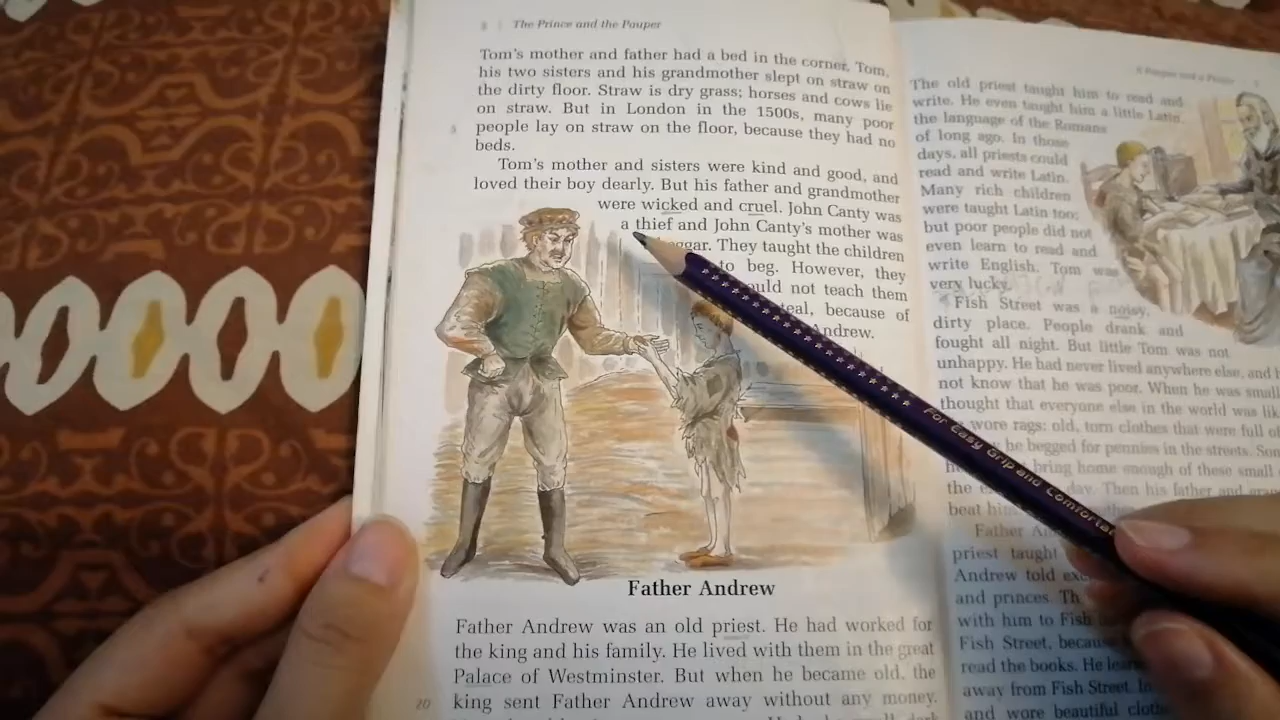 8 The Prince and the Pauper
Tom's mother and father had a bed in the corner. Tom,
his two sisters and his grandmother slept on straw on
the dirty floor. Straw is dry grass; horses and cows lie
on straw. But in London in the 1500s, many poor
5
people lay on straw on the floor, because they had no
beds.
Tom's mother and sisters were kind and good, and
loved their boy dearly. But his father and grandmother
were wicked and cruel. John Canty was
a thief and John Canty's mother was
They taught the children
to beg. However, they
not teach them
because of
Andrew.
Father Andrew
Father Andrew was an old priest. He had worked for
the king and his family. He lived with them in the great
Palace of Westminster. But when he became old, the
20
king sent Father Andrew away without any money.
A Pauper and a Prince
The old priest taught him to read and
write. He even taught him a little Latin,
the language of the Romans
of long ago. In those
days, all priests could
read and write Latin.
Many rich children
were taught Latin too;
but poor people did not
even learn to read and
write English. Tom was
very lucky.
Fish Street was a noisy,
dirty place. People drank and
fought all night. But little Tom was not
unhappy. He had never lived anywhere else, and
not know that he was poor. When he was
thought that everyone else in the world was
wore rags: old, torn clothes that were full
he begged for pennies in the streets.
bring home enough of these small
the day. Then his father and
beat
Father
priest taught
Andrew told
and princes.
with him to Fish
Fish Street,
read the books. He
away from Fish Street.
and wore beautiful
For Easy Grip and